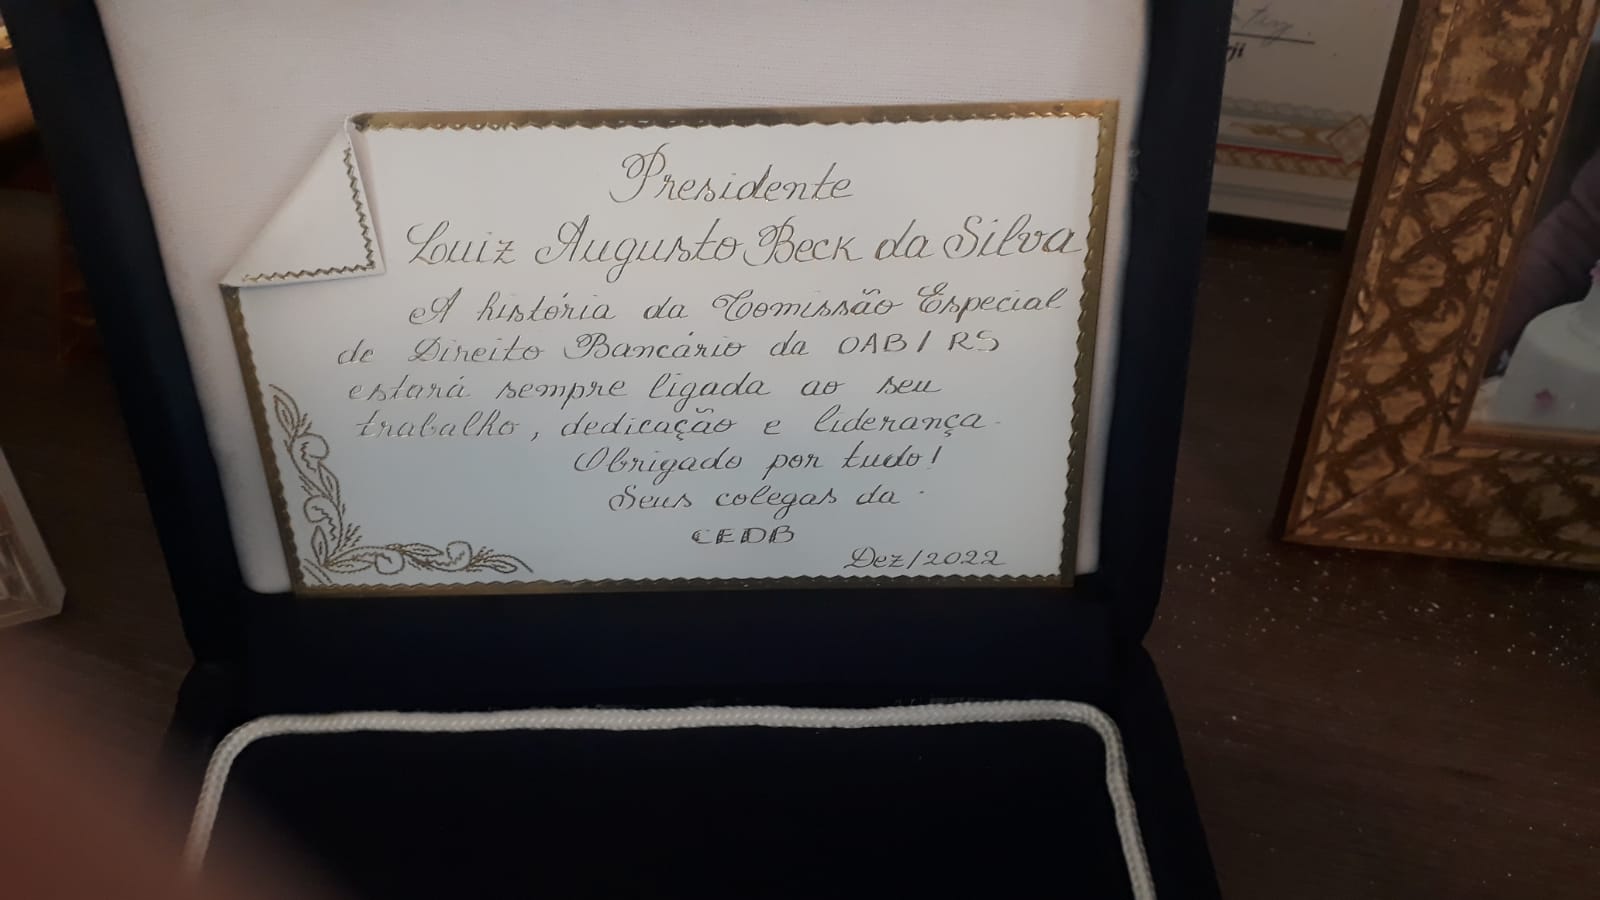 Presidente
Luiz Augusto Beck da Silva
A história da Comissão Especial
de Direito Bancário da OAB/RS
estará sempre ligada ao seu
trabalho, dedicação e liderança.
Obrigado por tudo!
Seus colegas da
CEDB
Dez/2022